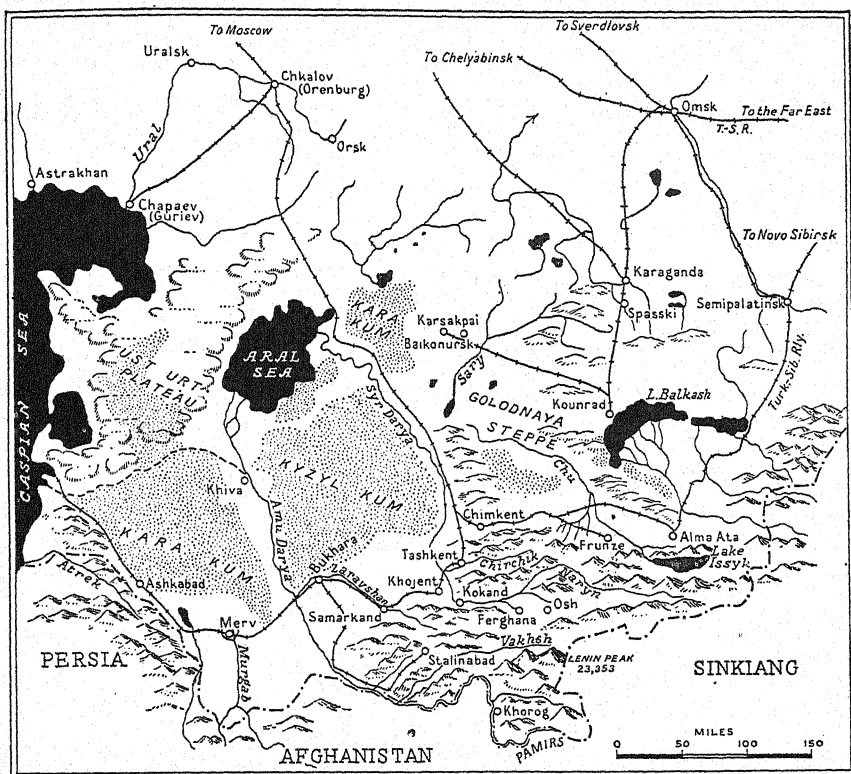 To Moscow
To Sverdlovsk
Uralsk
To Chelyabinsk
Chkalov
(Orenburg)
Omsk
To the Far East
T.-S.R.
Ural
Orsk
Astrakhan
Chapaev
(Guriev)
To Novo Sibirsk
Karaganda
Semipalatinsk
Spasski
KARA
KUM
Karsakpai
Baikonursk
ARAL
SEA
UST URT
PLATEAU
CASPIAN SEA
Sary
Turk.-Sib. Rly.
L. Balkash
Kounrad
GOLODNAYA
STEPPE
Syr Darya
KYZYL KUM
Khiva
Chu
Chimkent
KARA KUM
Amu Darya
Frunze
Alma Ata
Lake
Issyk
Tashkent
Chirchik
Bukhara
Zaravshan
Khojent
Naryn
Atrek
Ashkabad
Kokand
Osh
Samarkand
Ferghana
Merv
Vakhsh
Stalinabad
PERSIA
Murgab
LENIN PEAK
23,353
SINKIANG
Khorog
PAMIRS
AFGHANISTAN
MILES
0 50 100 150